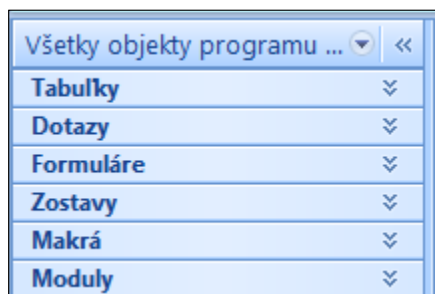 Všetky objekty programu ...
Tabuľky
Dotazy
Formuláre
Zostavy
Makrá
Moduly